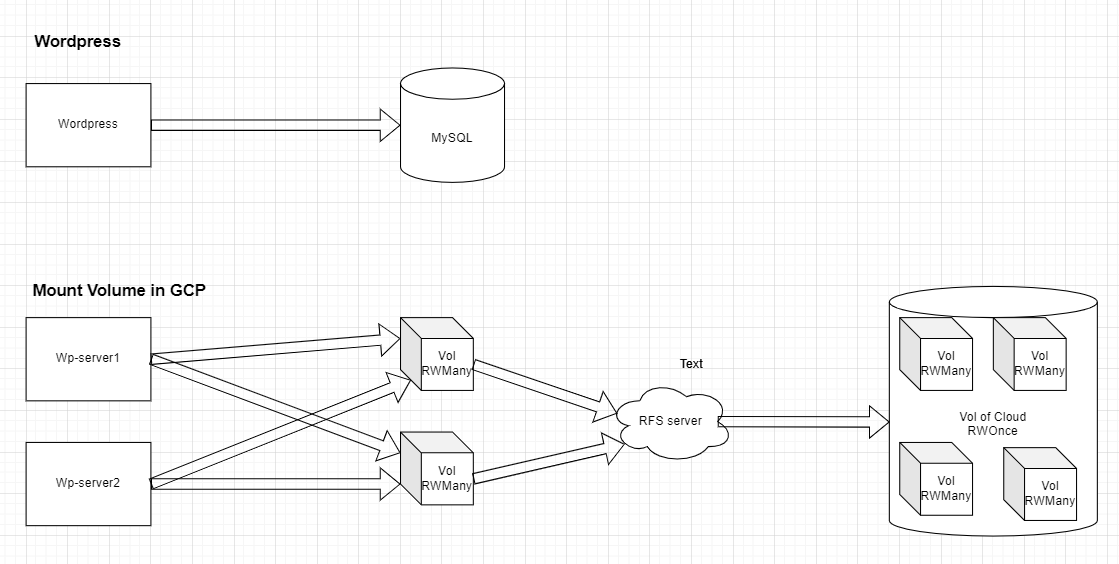 Wordpress
Wordpress
MySQL
Mount Volume in GCP
Wp-server1
Wp-server2
Vol
RWMany
Vol
RWMany
Text
RFS server
Vol
RWMany
Vol
RWMany
Vol of Cloud
RWOnce
Vol
RWMany
Vol
RWMany